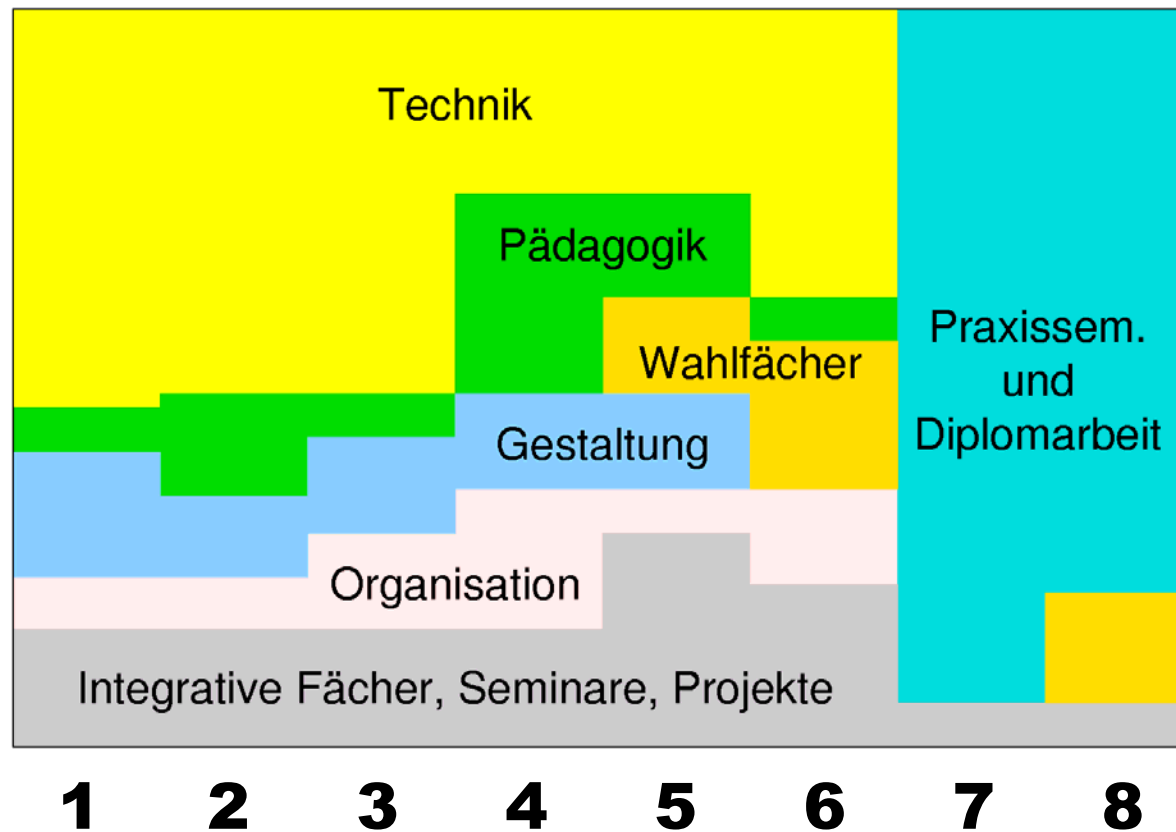 Technik
Pädagogik
Wahlfächer
Gestaltung
Organisation
Integrative Fächer, Seminare, Projekte
Praxissem.
und
Diplomarbeit
1 2 3 4 5 6 7 8